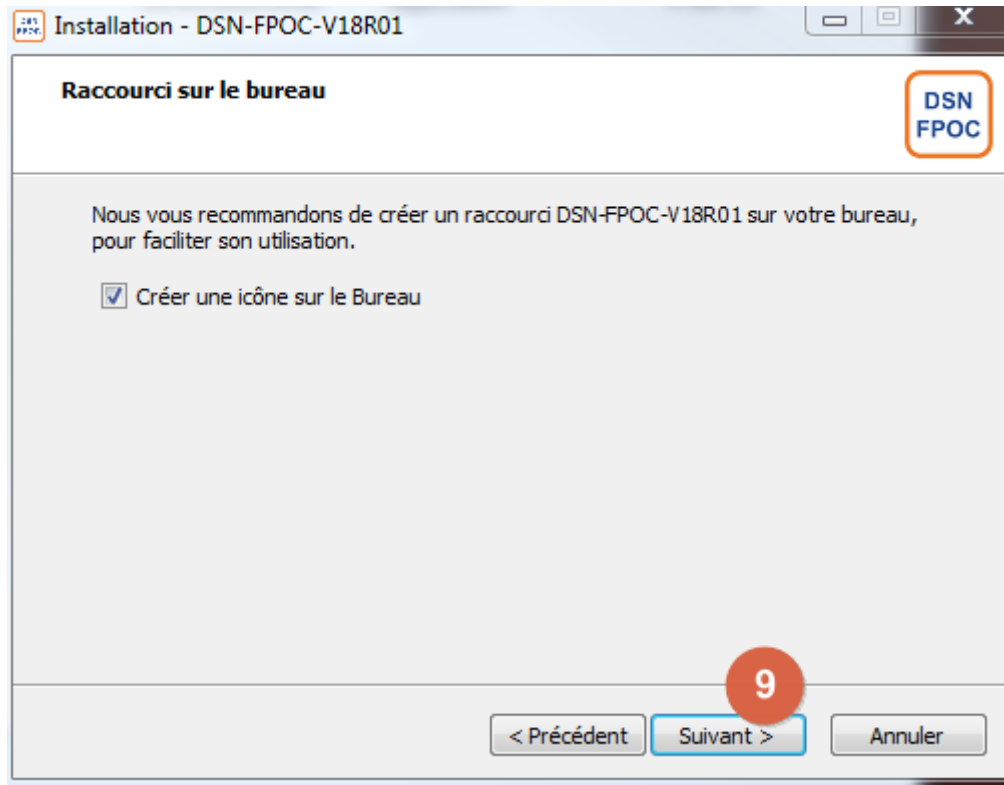 Installation - DSN-FPOC-V18R01
Raccourci sur le bureau
DSN
FPOC
Nous vous recommandons de créer un raccourci DSN-FPOC-V18R01 sur votre bureau,
pour faciliter son utilisation.
Créer une icône sur le Bureau
9
< Précédent
Suivant >
Annuler